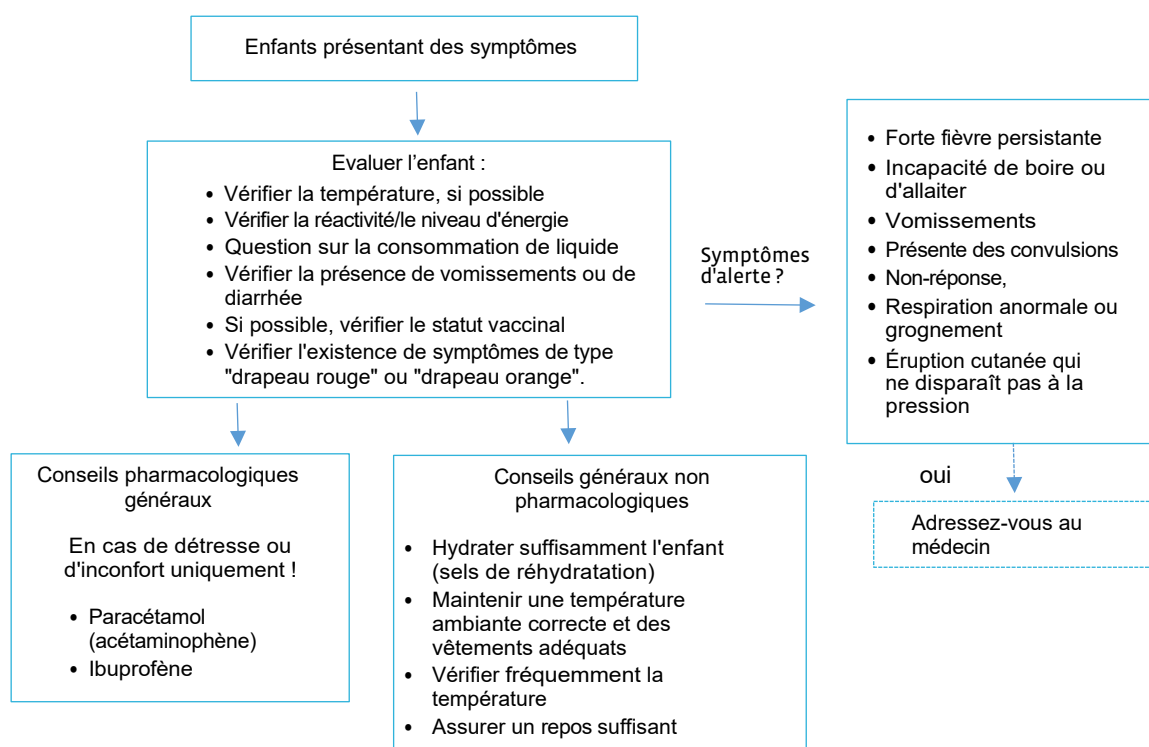 Enfants présentant des symptômes
Evaluer l'enfant :
• Vérifier la température, si possible
• Vérifier la réactivité/le niveau d'énergie
• Question sur la consommation de liquide
• Vérifier la présence de vomissements ou de
diarrhée
• Si possible, vérifier le statut vaccinal
• Vérifier l'existence de symptômes de type
"drapeau rouge" ou "drapeau orange".
Symptômes
d'alerte ?
• Forte fièvre persistante
• Incapacité de boire ou
d'allaiter
• Vomissements
• Présente des convulsions
• Non-réponse,
• Respiration anormale ou
grognement
• Éruption cutanée qui
ne disparaît pas à la
pression
oui
Adressez-vous au
médecin
Conseils pharmacologiques
généraux
En cas de détresse ou
d'inconfort uniquement !
• Paracétamol
(acétaminophène)
• Ibuprofène
Conseils généraux non
pharmacologiques
• Hydrater suffisamment l'enfant
(sels de réhydratation)
• Maintenir une température
ambiante correcte et des
vêtements adéquats
• Vérifier fréquemment la
température
• Assurer un repos suffisant